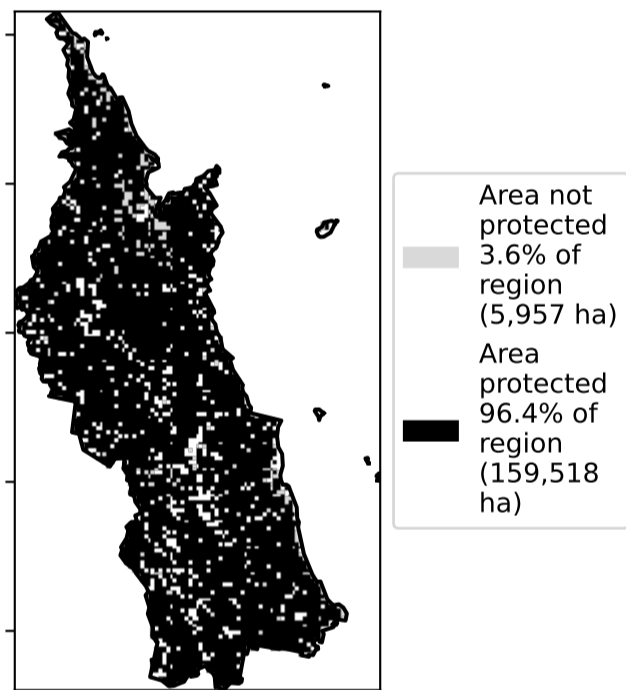 Area not
protected
3.6% of
region
(5,957 ha)
Area
protected
96.4% of
region
(159,518
ha)